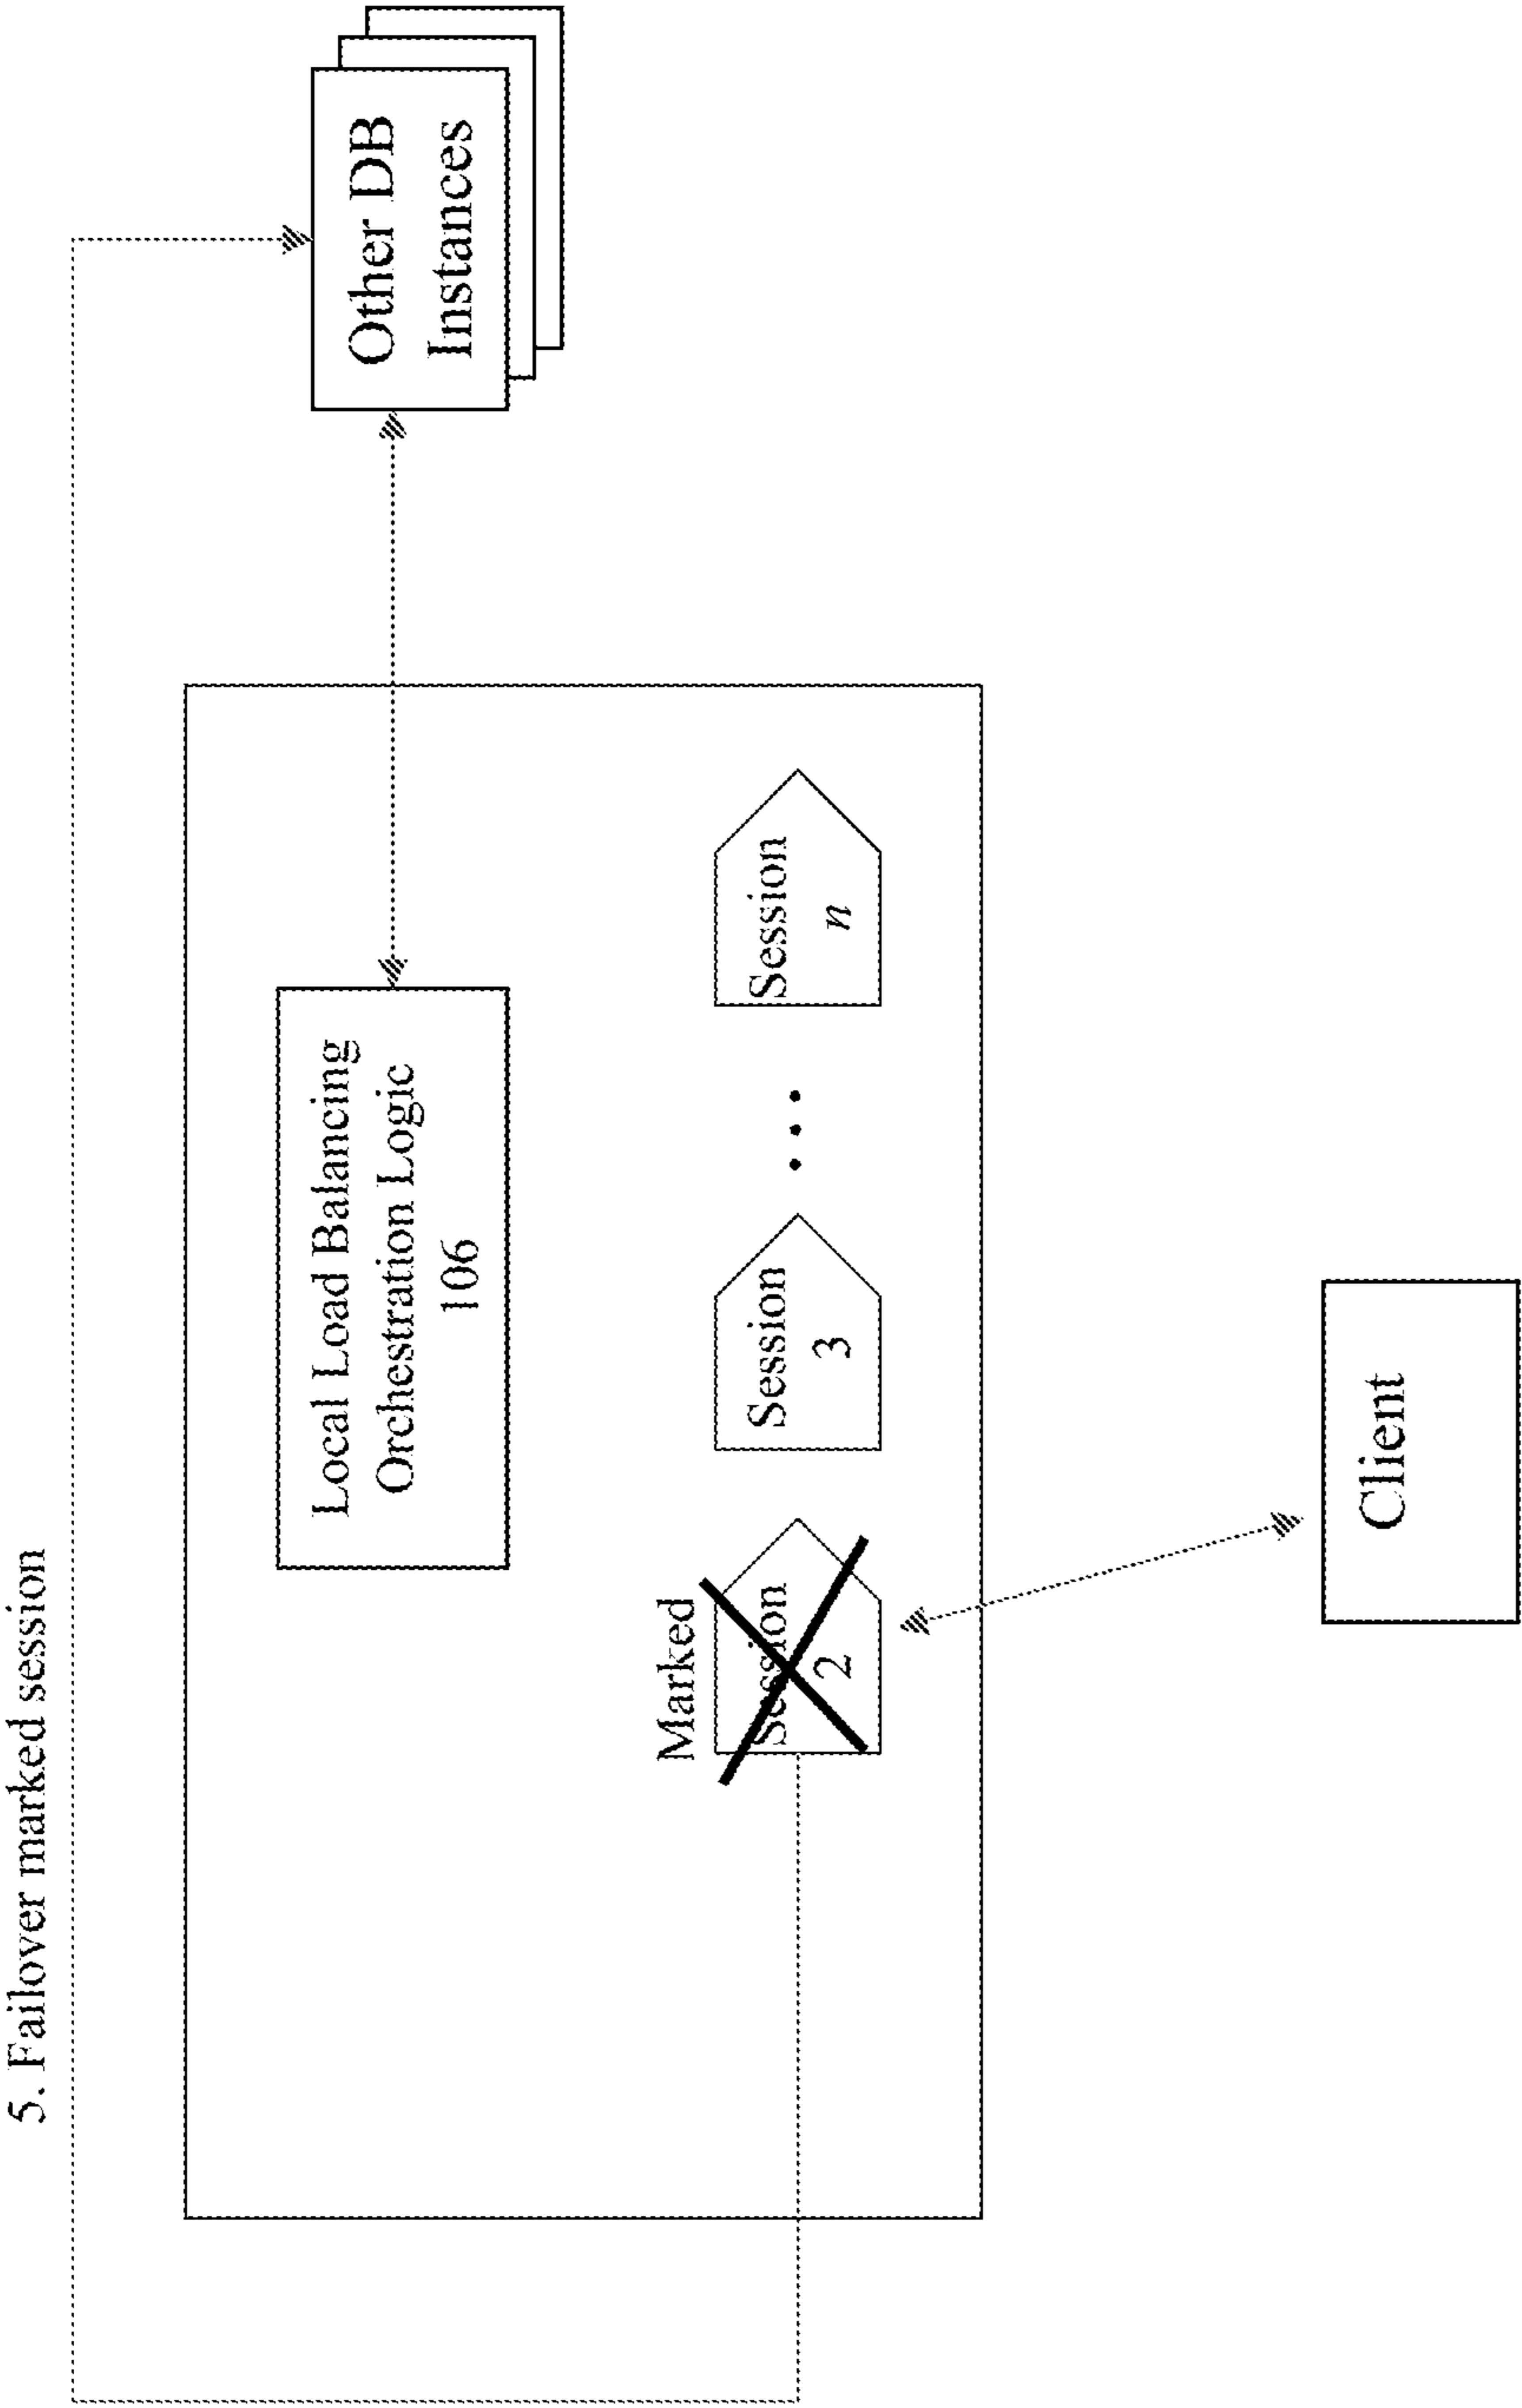 5. Failover marked session
Local Load Balancing
Orchestration Logic
106
Other DB
Instances
Marked
Session
2
Session
3
Session
n
Client